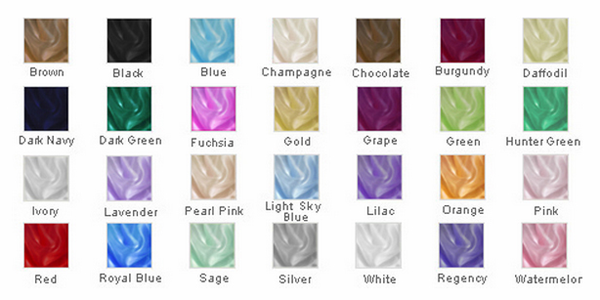 Brown Black Blue Champagne Chocolate Burgundy Daffodil
Dark Navy Dark Green Fuchsia Gold Grape Green Hunter Green
Ivory Lavender Pearl Pink Light Sky Blue Lilac Orange Pink
Red Royal Blue Sage Silver White Regency Watermelon